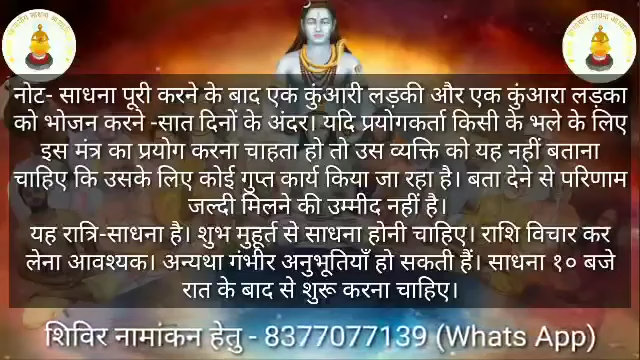 नोट- साधना पूरी करने के बाद एक कुंआरी लड़की और एक कुंआरा लड़का
को भोजन करने -सात दिनों के अंदर। यदि प्रयोगकर्ता किसी के भले के लिए
इस मंत्र का प्रयोग करना चाहता हो तो उस व्यक्ति को यह नहीं बताना
चाहिए कि उसके लिए कोई गुप्त कार्य किया जा रहा है। बता देने से परिणाम
जल्दी मिलने की उम्मीद नहीं है।
यह रात्रि-साधना है। शुभ मुहूर्त से साधना होनी चाहिए। राशि विचार कर
लेना आवश्यक। अन्यथा गंभीर अनुभूतियाँ हो सकती हैं। साधना १० बजे
रात के बाद से शुरू करना चाहिए।
शिविर नामांकन हेतु - 8377077139 (Whats App)